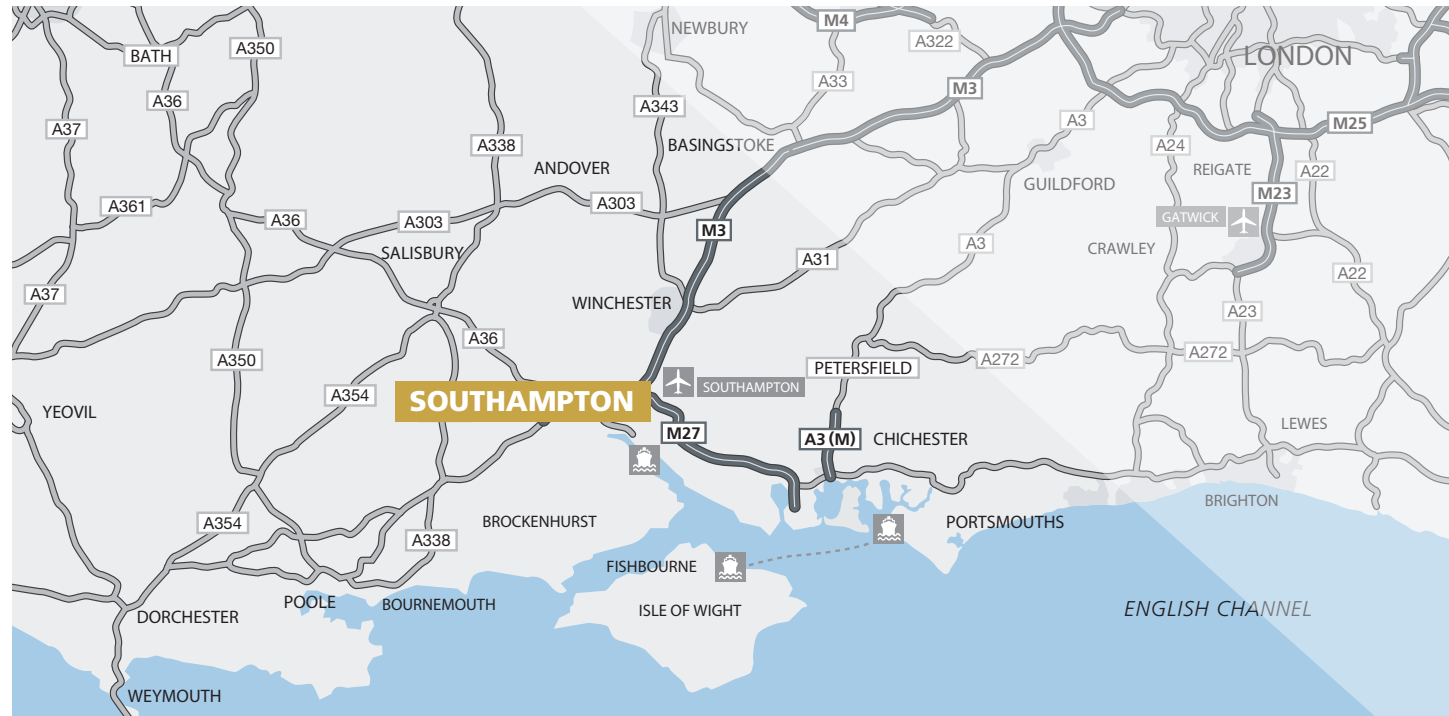 M4
NEWBURY
A322
A350
BATH
LONDON
A33
M3
A36
A343
A3
M25
A37
A338
BASINGSTOKE
A24
ANDOVER
REIGATE
A22
GUILDFORD
M23
A361
A303
A36
A303
GATWICK
M3
A3
CRAWLEY
SALISBURY
A31
A22
A37
WINCHESTER
A23
A36
A350
A272
A272
PETERSFIELD
SOUTHAMPTON
A354
SOUTHAMPTON
YEOVIL
LEWES
M27
A3 (M)
CHICHESTER
BRIGHTON
A354
BROCKENHURST
PORTSMOUTHS
A338
FISHBOURNE
POOLE
BOURNEMOUTH
ISLE OF WIGHT
ENGLISH CHANNEL
DORCHESTER
WEYMOUTH